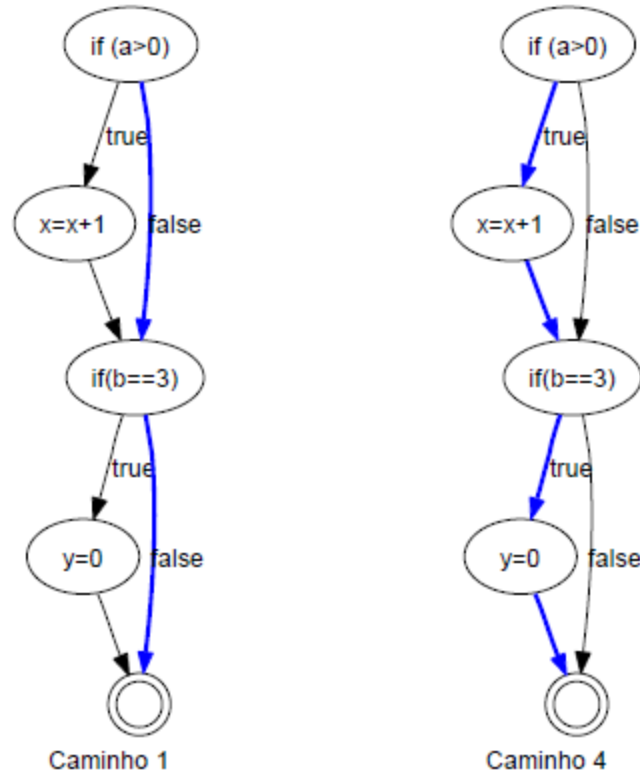 if (a>0)
true
x=x+1
false
if(b==3)
true
y=0
false
Caminho 1
if (a>0)
true
x=x+1
false
if(b==3)
true
y=0
false
Caminho 4